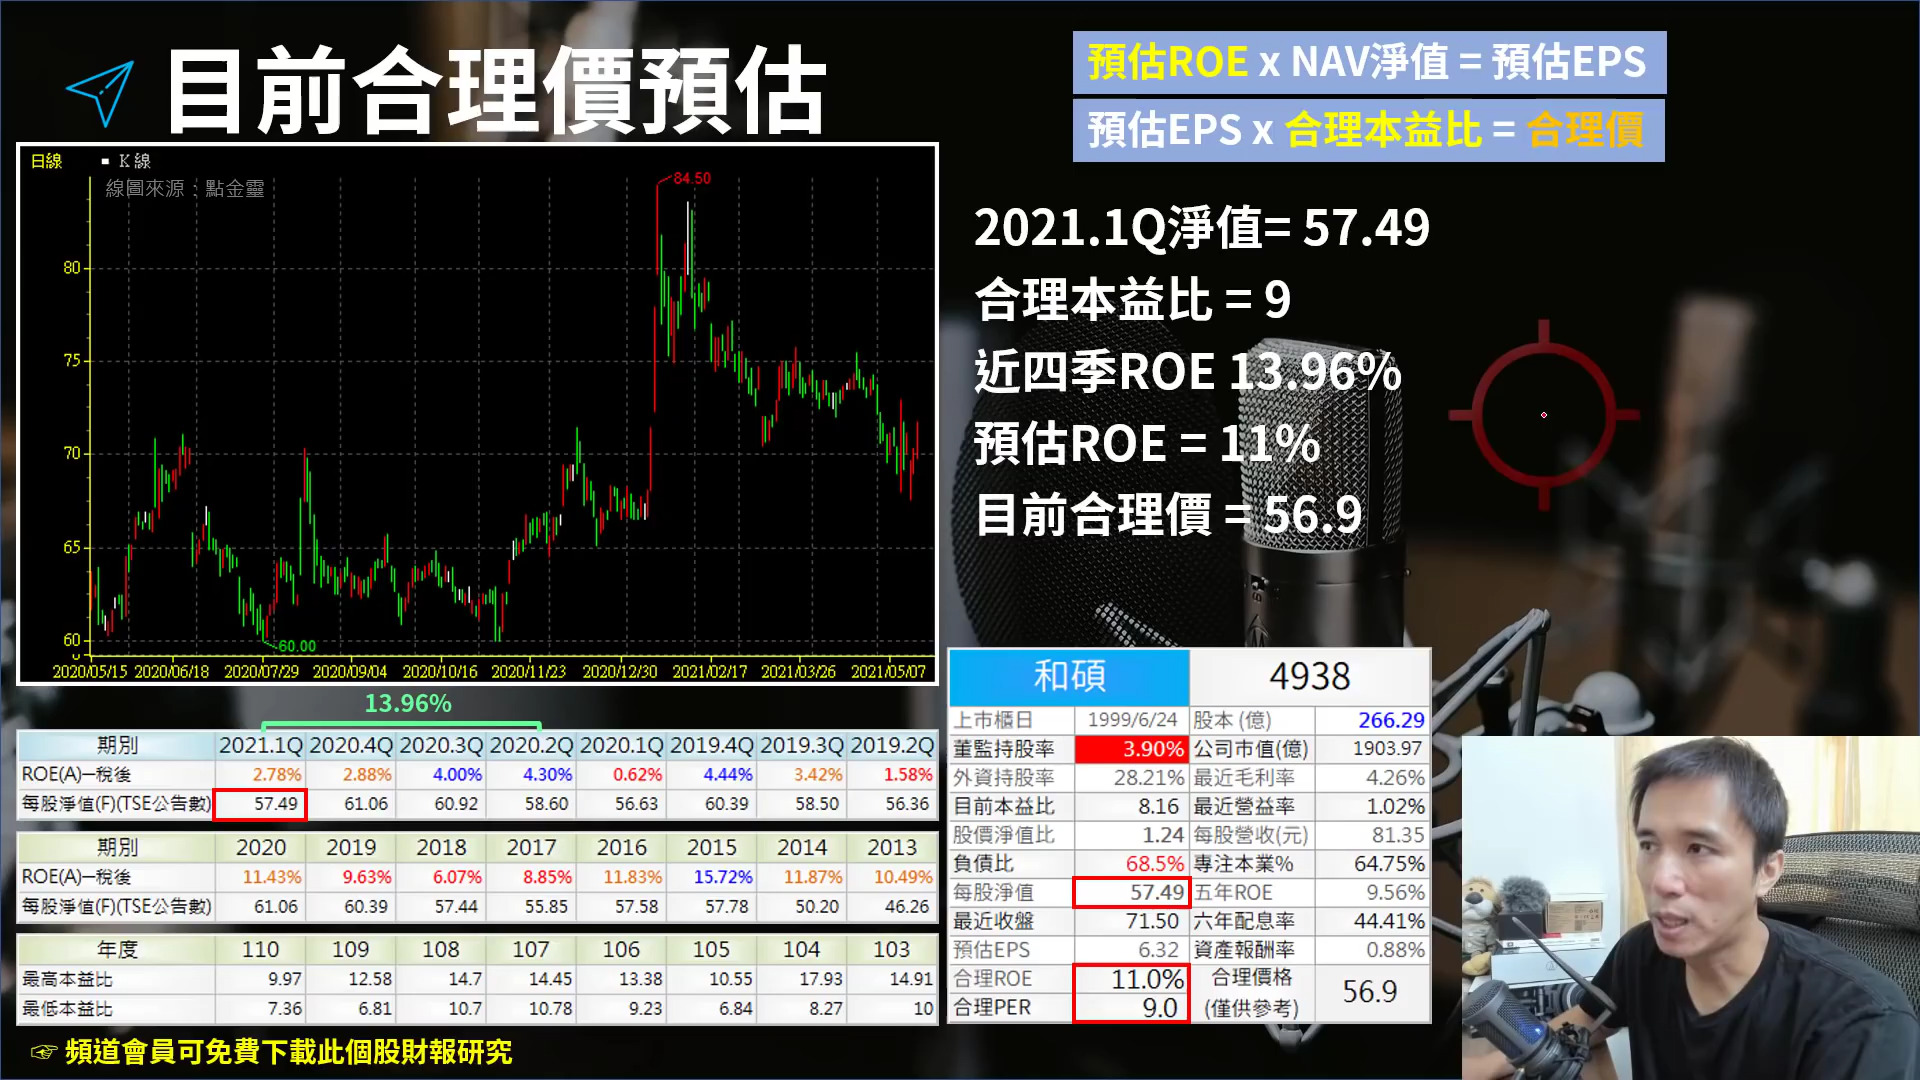 目前合理價預估
預估ROE x NAV淨值 = 預估EPS
預估EPS x 合理本益比 = 合理價
日線 ■ K線
線圖來源：點金靈
84.50
80
75
70
65
60
60.00
0
2020/05/15 2020/06/18 2020/07/29 2020/09/04 2020/10/16 2020/11/23 2020/12/30 2021/02/17 2021/03/26 2021/05/07
2021.1Q淨值= 57.49
合理本益比 = 9
近四季ROE 13.96%
預估ROE = 11%
目前合理價 = 56.9
13.96%
期別 2021.1Q 2020.4Q 2020.3Q 2020.2Q 2020.1Q 2019.4Q 2019.3Q 2019.2Q
ROE(A)─稅後 2.78% 2.88% 4.00% 4.30% 0.62% 4.44% 3.42% 1.58%
每股淨值(F)(TSE公告數) 57.49 61.06 60.92 58.60 56.63 60.39 58.50 56.36
期別 2020 2019 2018 2017 2016 2015 2014 2013
ROE(A)─稅後 11.43% 9.63% 6.07% 8.85% 11.83% 15.72% 11.87% 10.49%
每股淨值(F)(TSE公告數) 61.06 60.39 57.44 55.85 57.58 57.78 50.20 46.26
年度 110 109 108 107 106 105 104 103
最高本益比 9.97 12.58 14.7 14.45 13.38 10.55 17.93 14.91
最低本益比 7.36 6.81 10.7 10.78 9.23 6.84 8.27 10
和碩 4938
上市櫃日 1999/6/24 股本 (億) 266.29
董監持股率 3.90% 公司市值(億) 1903.97
外資持股率 28.21% 最近毛利率 4.26%
目前本益比 8.16 最近營益率 1.02%
股價淨值比 1.24 每股營收(元) 81.35
負債比 68.5% 專注本業% 64.75%
每股淨值 57.49 五年ROE 9.56%
最近收盤 71.50 六年配息率 44.41%
預估EPS 6.32 資產報酬率 0.88%
合理ROE 11.0% 合理價格 56.9
合理PER 9.0 (僅供參考)
☞ 頻道會員可免費下載此個股財報研究